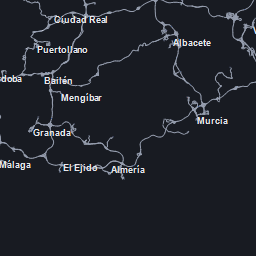 Ciudad Real
Albacete
Puertollano
doba
Bailén
Mengíbar
Murcia
Granada
Málaga
El Ejido
Almería